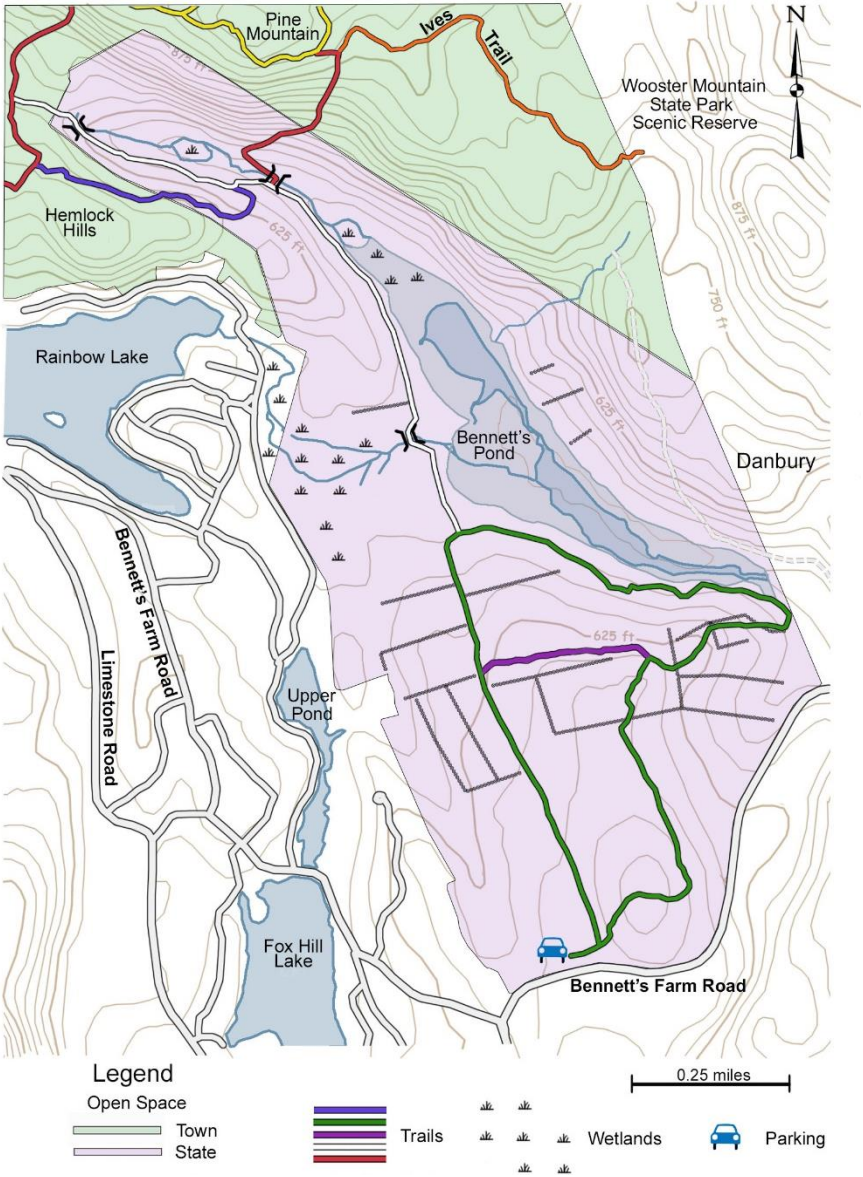 Pine
Mountain
Ives
Trail
N
875 ft
Wooster Mountain
State Park
Scenic Reserve
Hemlock
Hills
625 ft
875 ft
750 ft
Rainbow Lake
625 ft
Bennett's
Pond
Danbury
Bennett's Farm Road
Limestone Road
625 ft
Upper
Pond
Fox Hill
Lake
Bennett's Farm Road
Legend
0.25 miles
Open Space
Town
State
Trails
Wetlands
Parking